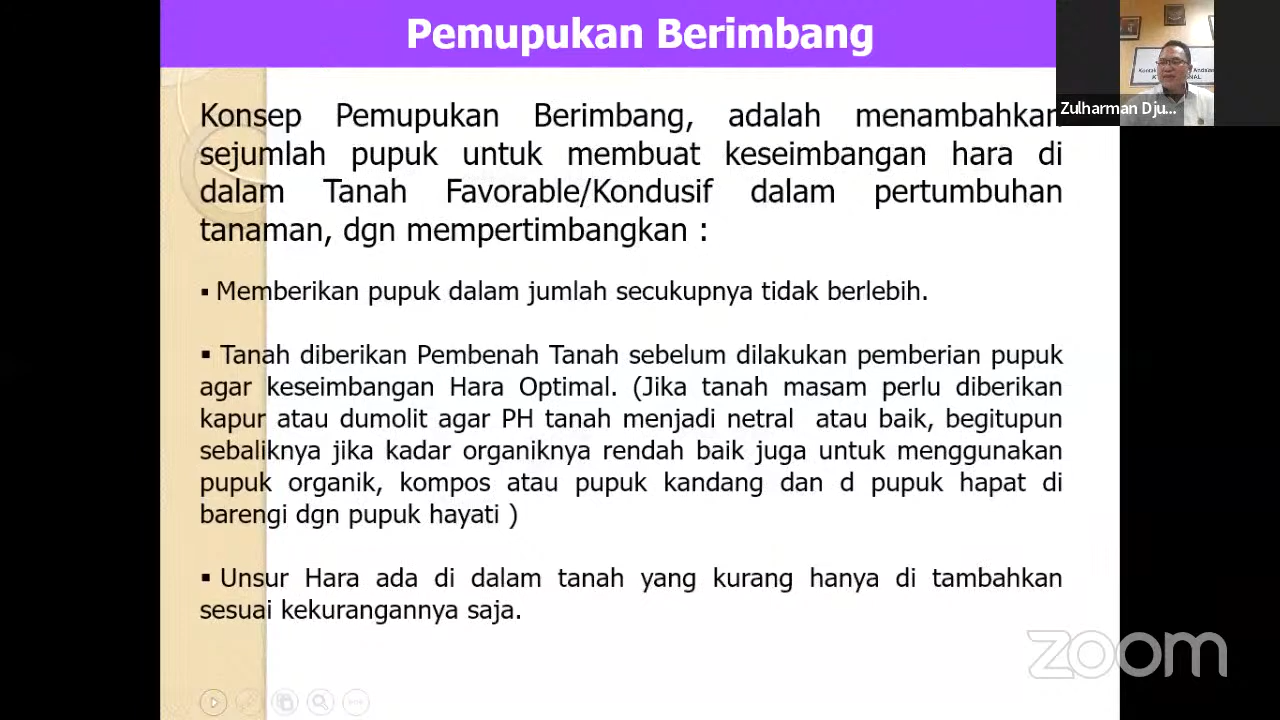 Pemupukan Berimbang
Konsep Pemupukan Berimbang, adalah menambahkan
sejumlah pupuk untuk membuat keseimbangan hara di
dalam Tanah Favorable/Kondusif dalam pertumbuhan
tanaman, dgn mempertimbangkan :
▪ Memberikan pupuk dalam jumlah secukupnya tidak berlebih.
▪ Tanah diberikan Pembenah Tanah sebelum dilakukan pemberian pupuk
agar keseimbangan Hara Optimal. (Jika tanah masam perlu diberikan
kapur atau dumolit agar PH tanah menjadi netral atau baik, begitupun
sebaliknya jika kadar organiknya rendah baik juga untuk menggunakan
pupuk organik, kompos atau pupuk kandang dan d pupuk hapat di
barengi dgn pupuk hayati )
▪ Unsur Hara ada di dalam tanah yang kurang hanya di tambahkan
sesuai kekurangannya saja.
Zulharman Dju...
zoom